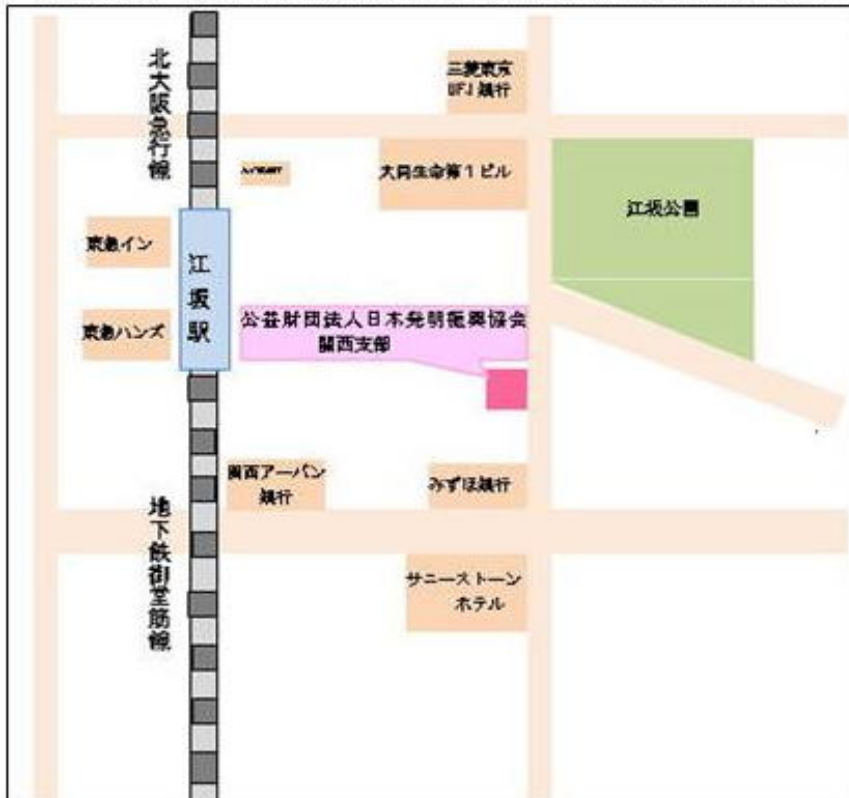 北大阪急行線
三菱東京
UFJ銀行
大同生命第1ビル
江坂公園
東急イン
江坂駅
東急ハンズ
公益財団法人日本発明振興協会
関西支部
関西アーバン
銀行
みずほ銀行
地下鉄御堂筋線
サニーストーン
ホテル